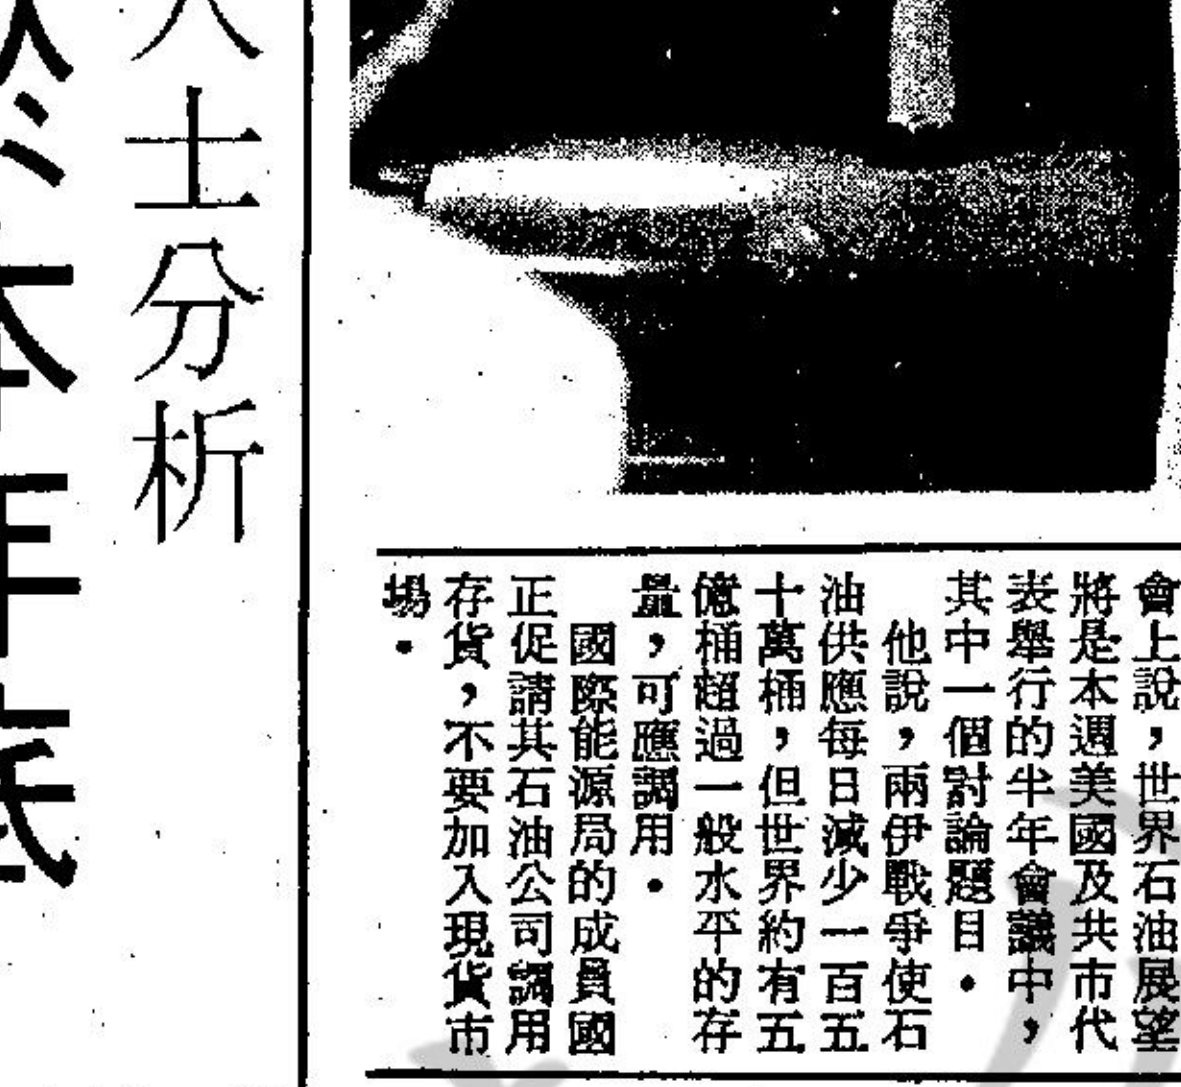 會上說，世界石油展望
將是本週美國及共市代
表舉行的半年會議中，
其中一個討論題目．
他說，兩伊戰爭使石
油供應每日減少一百五
十萬桶，但世界約有五
億桶超過一般水平的存
量，可應調用．
國際能源局的成員國
正促請其石油公司調用
存貨，不要加入現貨市
場．
人士分析
本年底